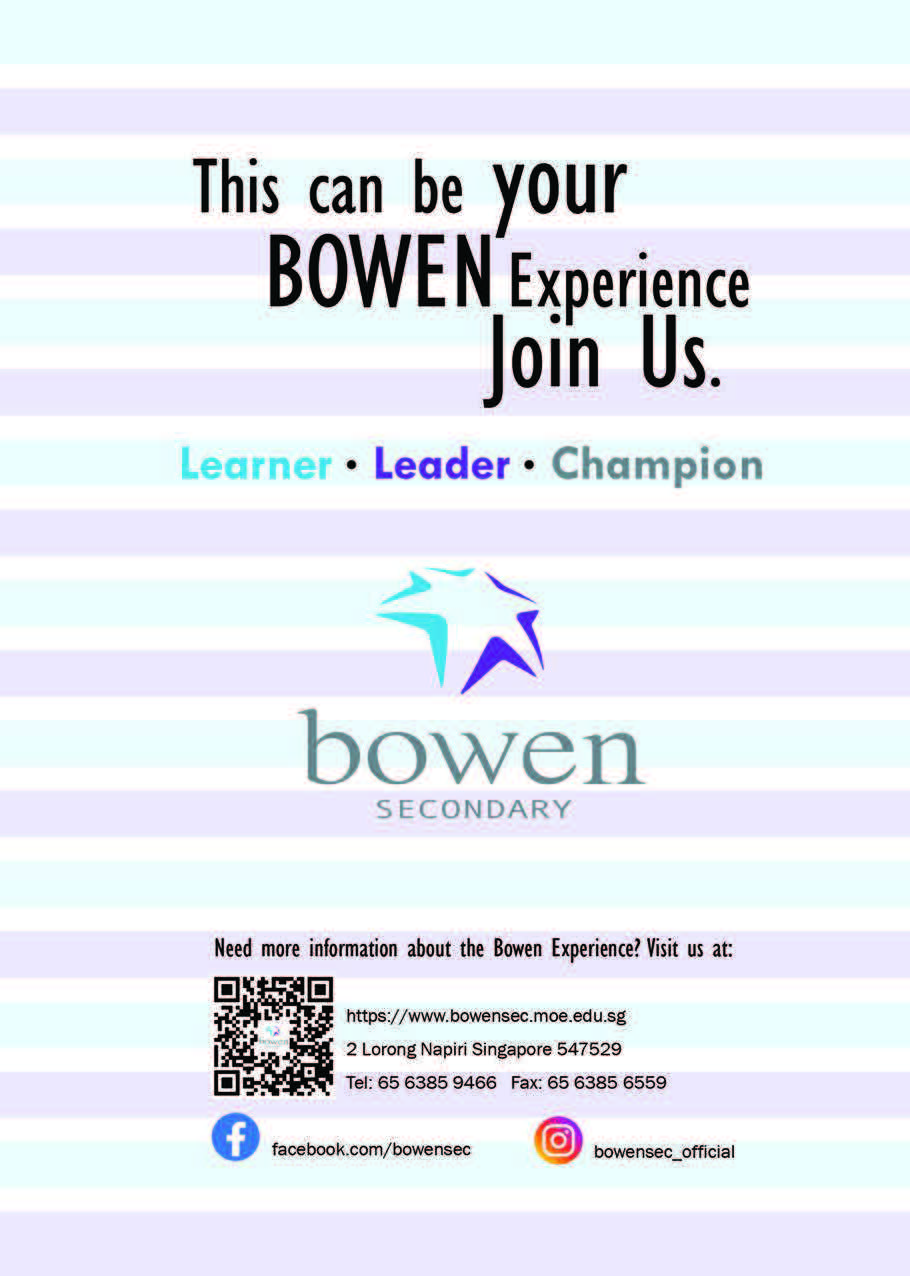 This can be your
BOWEN Experience
Join Us.
Learner • Leader • Champion
bowen
SECONDARY
Need more information about the Bowen Experience? Visit us at:
https://www.bowensec.moe.edu.sg
2 Lorong Napiri Singapore 547529
Tel: 65 6385 9466 Fax: 65 6385 6559
facebook.com/bowensec
bowensec_official